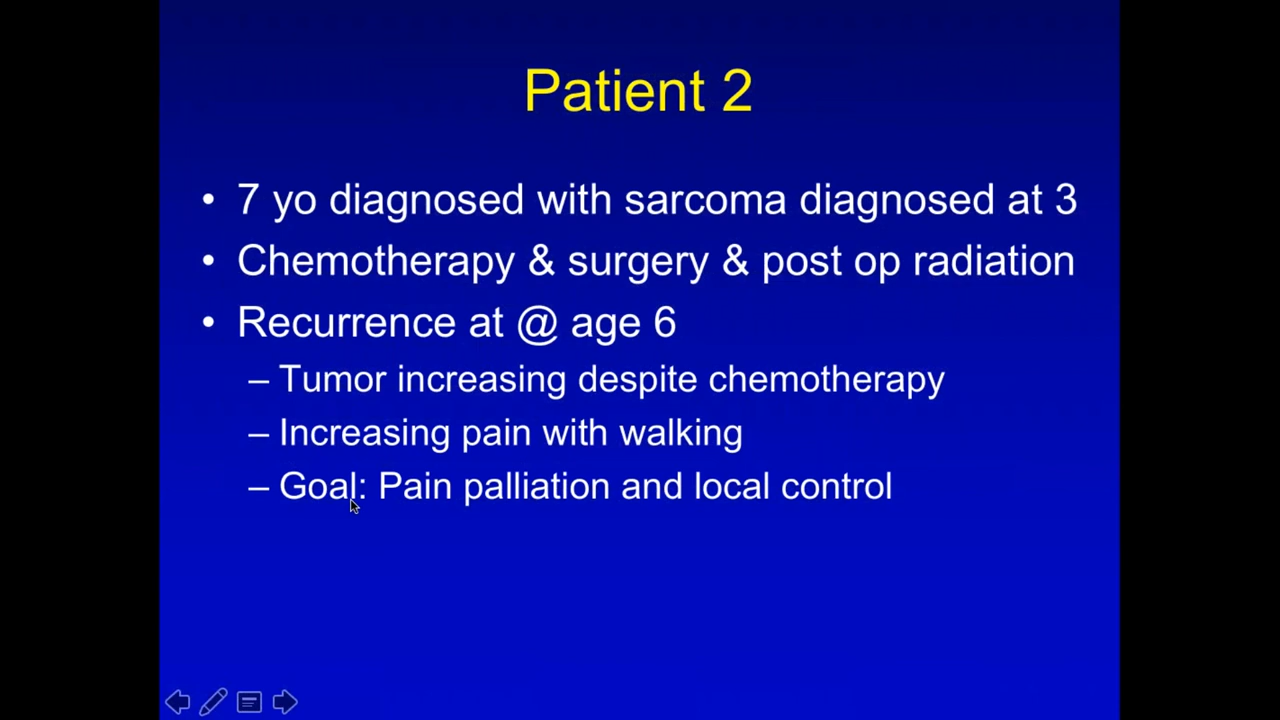 Patient 2
• 7 yo diagnosed with sarcoma diagnosed at 3
• Chemotherapy & surgery & post op radiation
• Recurrence at @ age 6
– Tumor increasing despite chemotherapy
– Increasing pain with walking
– Goal: Pain palliation and local control